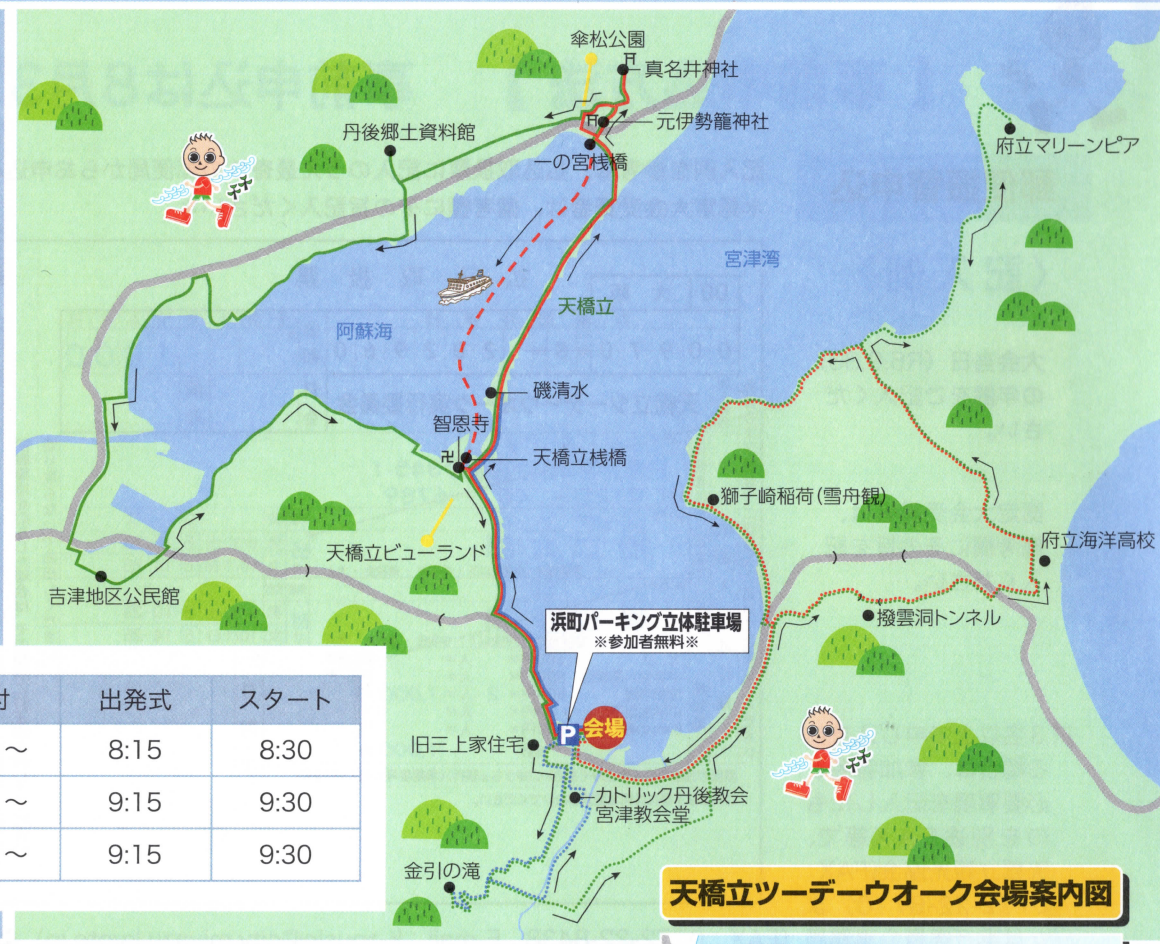 傘松公園
真名井神社
元伊勢籠神社
一の宮桟橋
丹後郷土資料館
府立マリーンピア
宮津湾
天橋立
阿蘇海
磯清水
智恩寺
卍
天橋立桟橋
天橋立ビューランド
獅子崎稲荷(雪舟観)
府立海洋高校
吉津地区公民館
撥雲洞トンネル
浜町パーキング立体駐車場
※参加者無料※
P
会場
旧三上家住宅
カトリック丹後教会
宮津教会堂
金引の滝
付 出発式 スタート
～ 8:15 8:30
～ 9:15 9:30
～ 9:15 9:30
天橋立ツーデーウオーク会場案内図